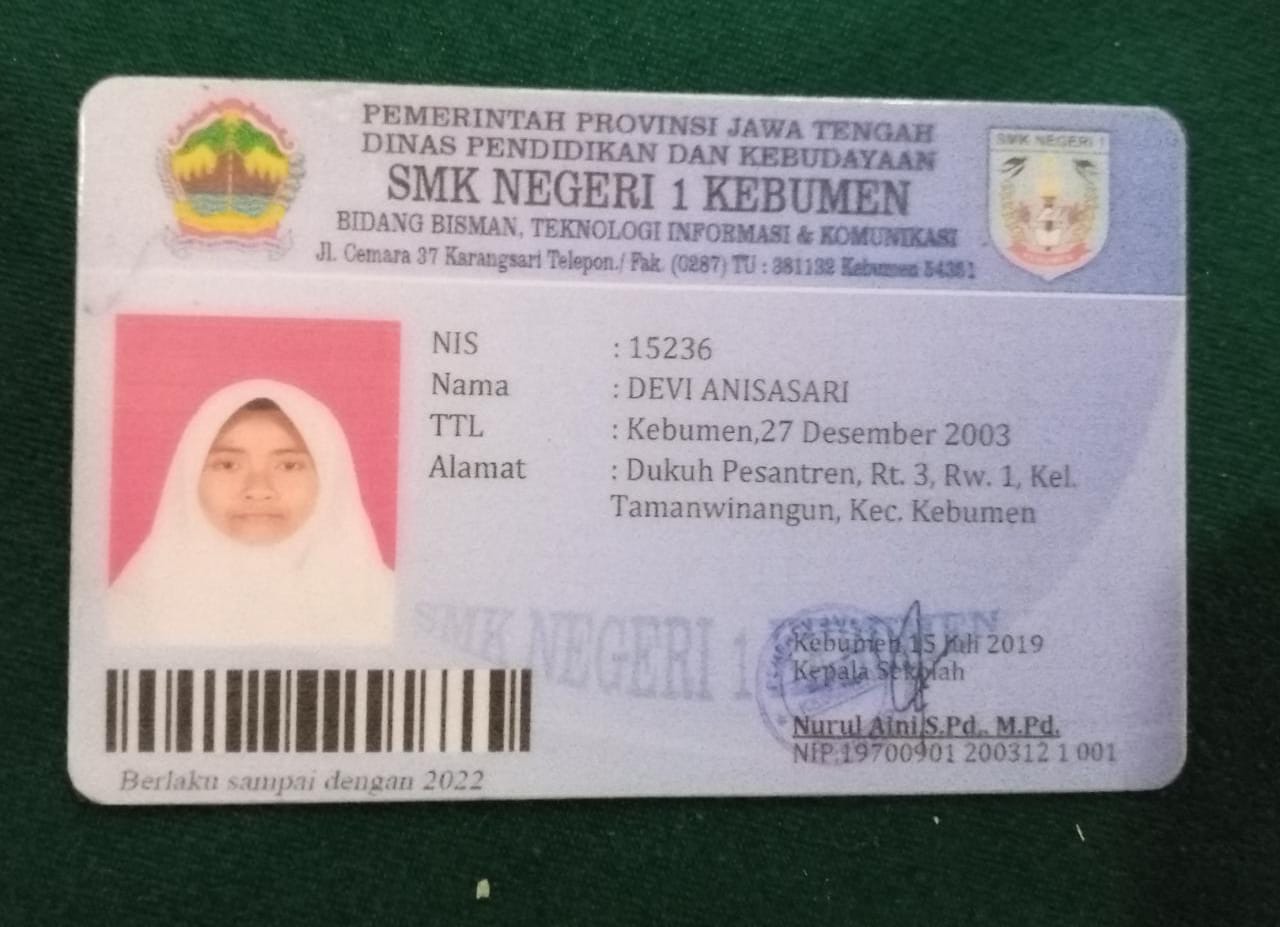 PEMERINTAH PROVINSI JAWA TENGAH
DINAS PENDIDIKAN DAN KEBUDAYAAN
SMK NEGERI 1 KEBUMEN
BIDANG BISMAN, TEKNOLOGI INFORMASI & KOMUNIKASI
Jl. Cemara 37 Karangsari Telepon./ Fak. (0287) TU : 381132 Kebumen 54351
SMK NEGERI 1
NIS : 15236
Nama : DEVI ANISASARI
TTL : Kebumen,27 Desember 2003
Alamat : Dukuh Pesantren, Rt. 3, Rw. 1, Kel.
Tamanwinangun, Kec. Kebumen
SMK NEGERI 1 KEBUMEN
Kebumen,15 Juli 2019
Kepala Sekolah
Nurul Aini,S.Pd., M.Pd.
NIP.19700901 200312 1 001
Berlaku sampai dengan 2022